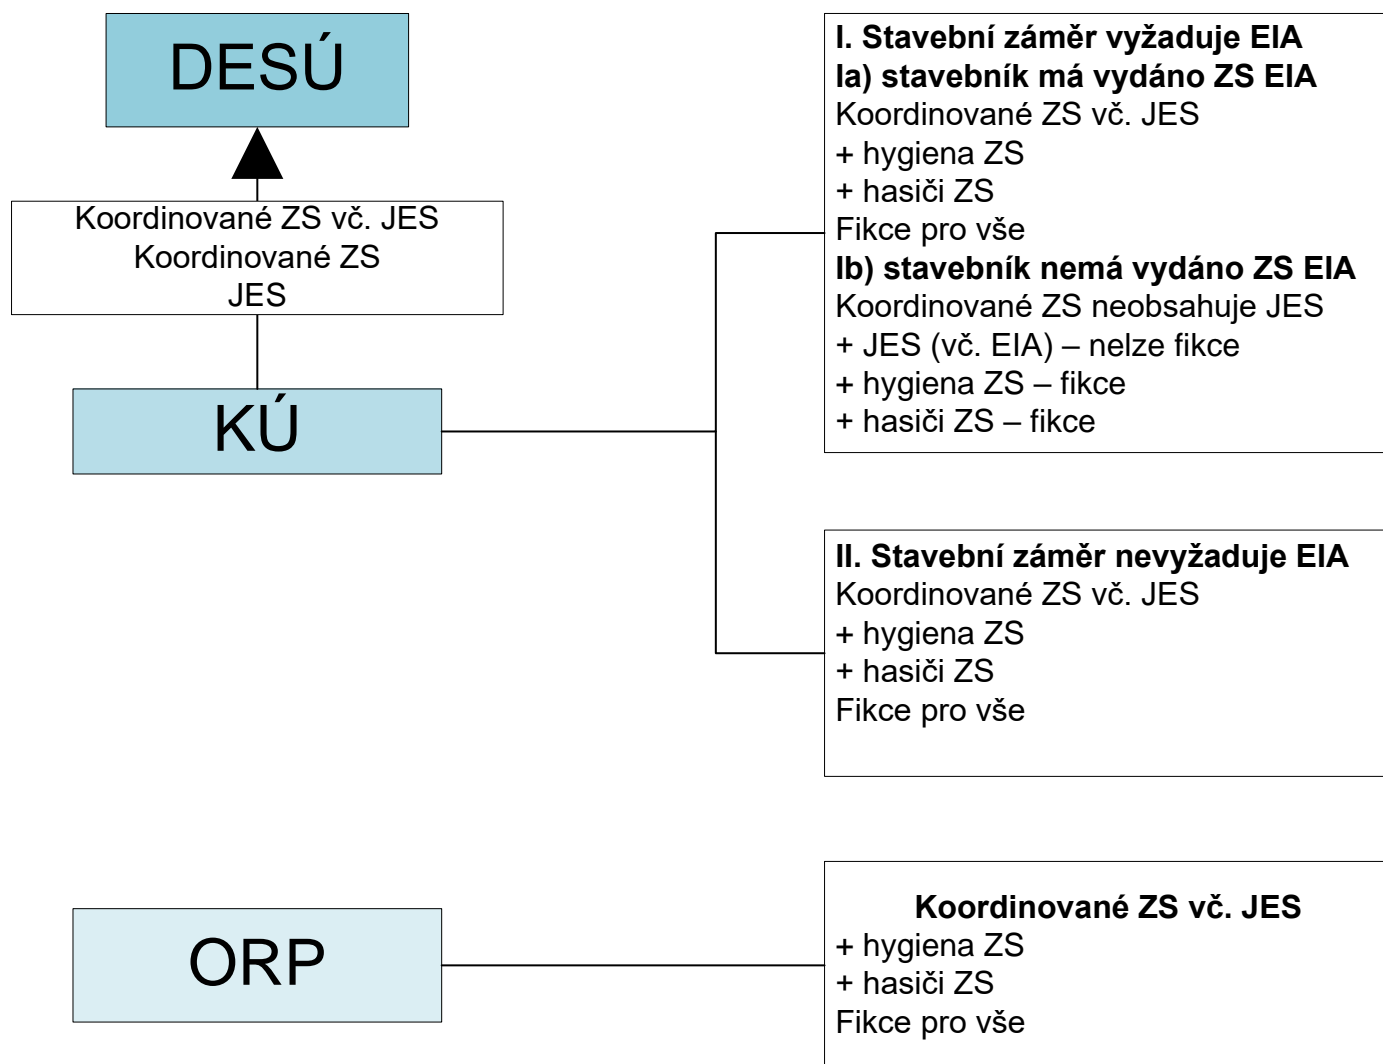 DESÚ
Koordinované ZS vč. JES
Koordinované ZS
JES
KÚ
I. Stavební záměr vyžaduje EIA
Ia) stavebník má vydáno ZS EIA
Koordinované ZS vč. JES
+ hygiena ZS
+ hasiči ZS
Fikce pro vše
Ib) stavebník nemá vydáno ZS EIA
Koordinované ZS neobsahuje JES
+ JES (vč. EIA) – nelze fikce
+ hygiena ZS – fikce
+ hasiči ZS – fikce
II. Stavební záměr nevyžaduje EIA
Koordinované ZS vč. JES
+ hygiena ZS
+ hasiči ZS
Fikce pro vše
ORP
Koordinované ZS vč. JES
+ hygiena ZS
+ hasiči ZS
Fikce pro vše